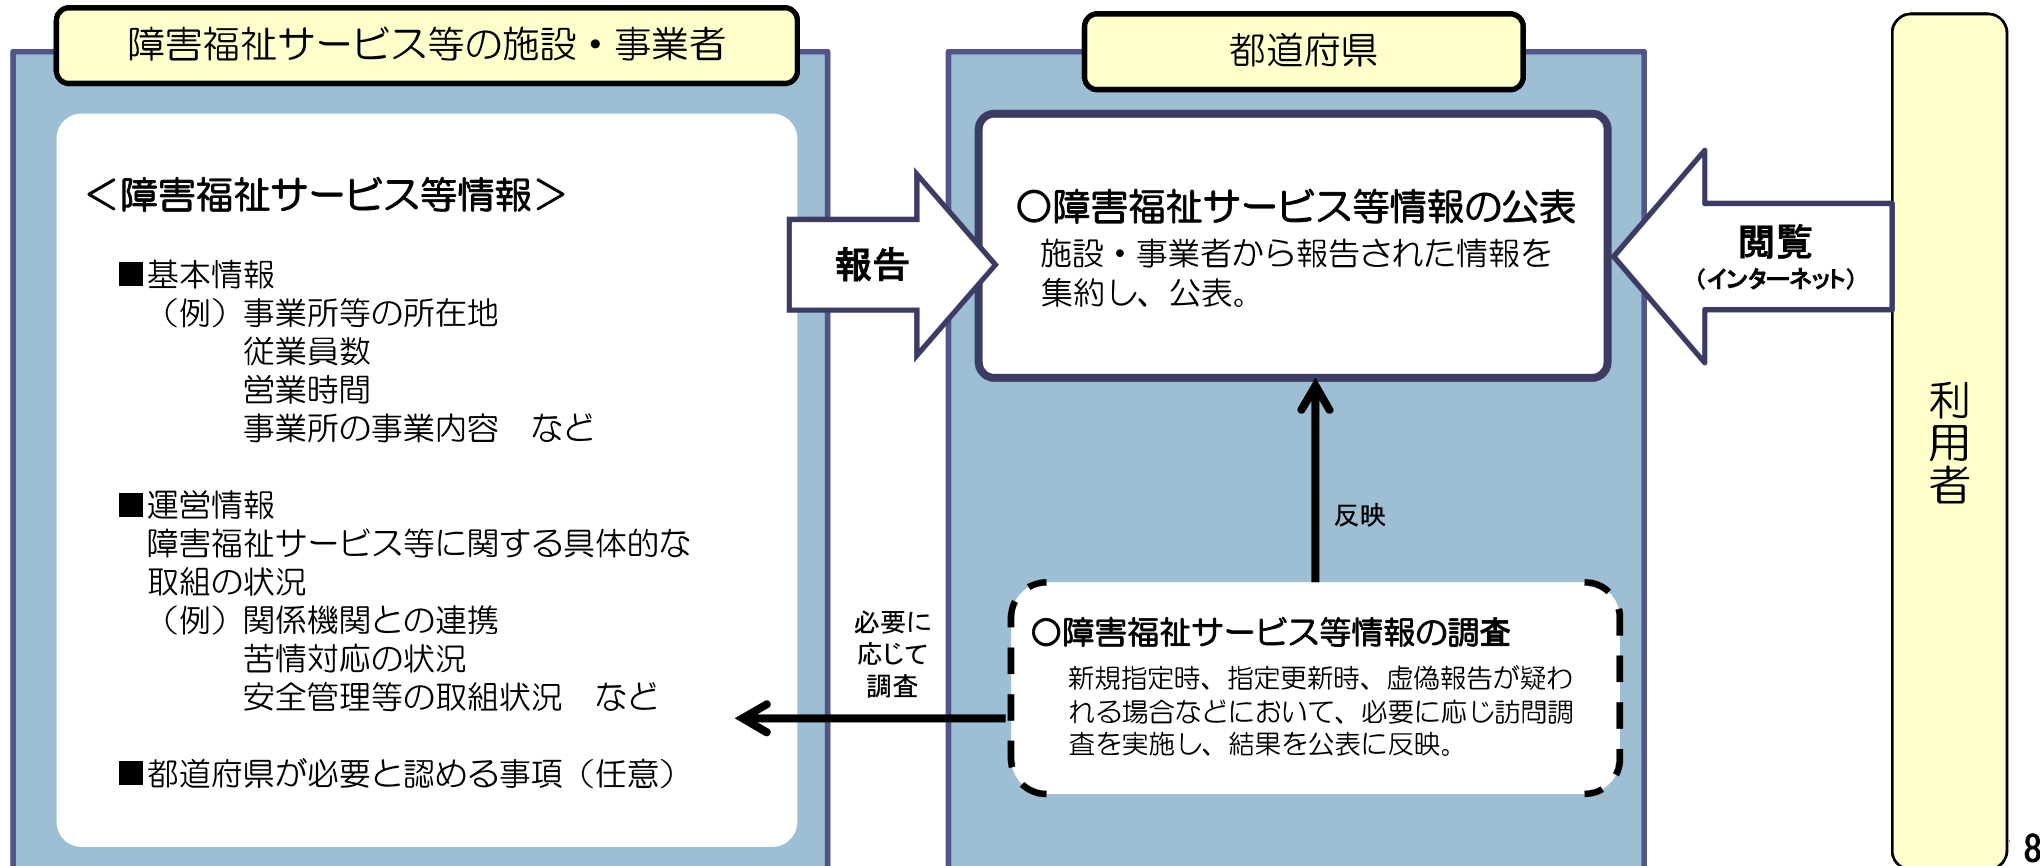 障害福祉サービス等の施設・事業者
＜障害福祉サービス等情報＞
■基本情報
（例）事業所等の所在地
従業員数
営業時間
事業所の事業内容　など
■運営情報
障害福祉サービス等に関する具体的な
取組の状況
（例）関係機関との連携
苦情対応の状況
安全管理等の取組状況　など
■都道府県が必要と認める事項（任意）
報告
必要に
応じて
調査
都道府県
○障害福祉サービス等情報の公表
施設・事業者から報告された情報を
集約し、公表。
反映
○障害福祉サービス等情報の調査
新規指定時、指定更新時、虚偽報告が疑わ
れる場合などにおいて、必要に応じ訪問調
査を実施し、結果を公表に反映。
閲覧
（インターネット）
利用者
8